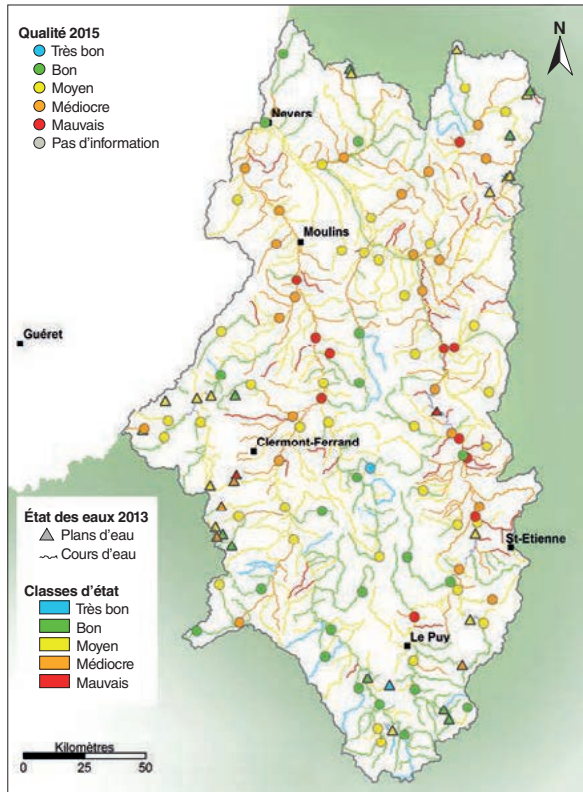 Qualité 2015
Très bon
Bon
Moyen
Médiocre
Mauvais
Pas d'information
N
Nevers
Moulins
Guéret
Clermont-Ferrand
État des eaux 2013
Plans d'eau
Cours d'eau
St-Etienne
Classes d'état
Très bon
Bon
Moyen
Médiocre
Mauvais
Le Puy
Kilomètres
0 25 50